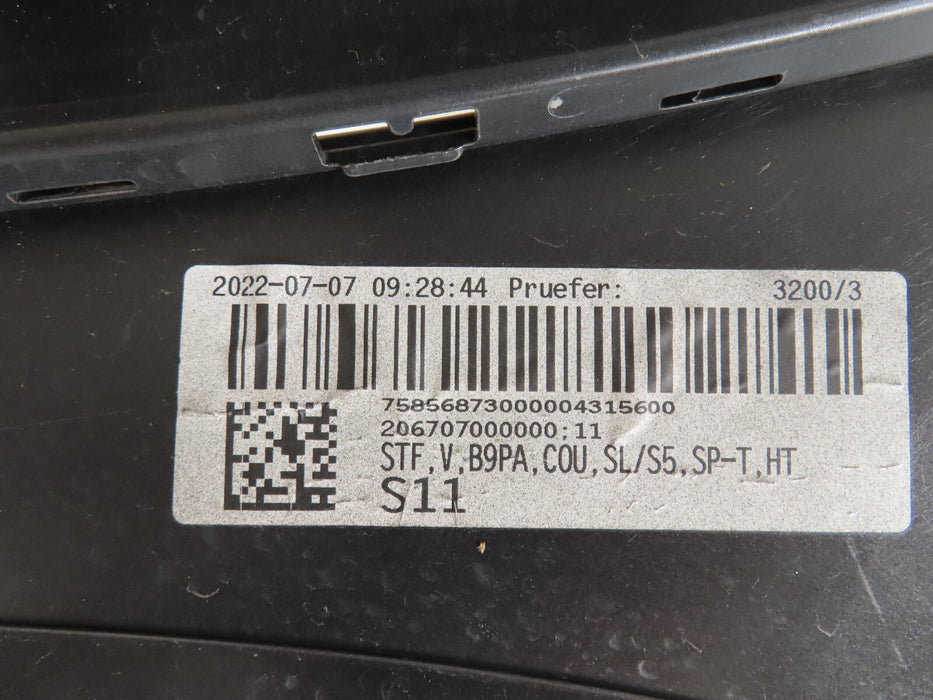 2022-07-07 09:28:44 Pruefer: 3200/3
75856873000004315600
206707000000;11
STF,V,B9PA,COU,SL/S5,SP-T,HT
S11